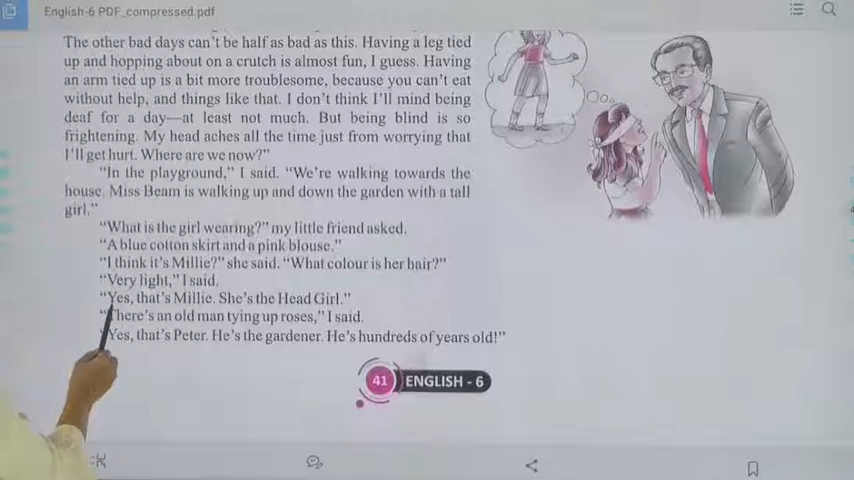 English-6 PDF_compressed.pdf
The other bad days can't be half as bad as this. Having a leg tied
up and hopping about on a crutch is almost fun, I guess. Having
an arm tied up is a bit more troublesome, because you can't eat
without help, and things like that. I don't think I'll mind being
deaf for a day—at least not much. But being blind is so
frightening. My head aches all the time just from worrying that
I'll get hurt. Where are we now?"
"In the playground," I said. "We're walking towards the
house. Miss Beam is walking up and down the garden with a tall
girl."
"What is the girl wearing?" my little friend asked.
"A blue cotton skirt and a pink blouse."
"I think it's Millie?" she said. "What colour is her hair?"
"Very light," I said.
"Yes, that's Millie. She's the Head Girl."
"There's an old man tying up roses," I said.
"Yes, that's Peter. He's the gardener. He's hundreds of years old!"
41 ENGLISH - 6